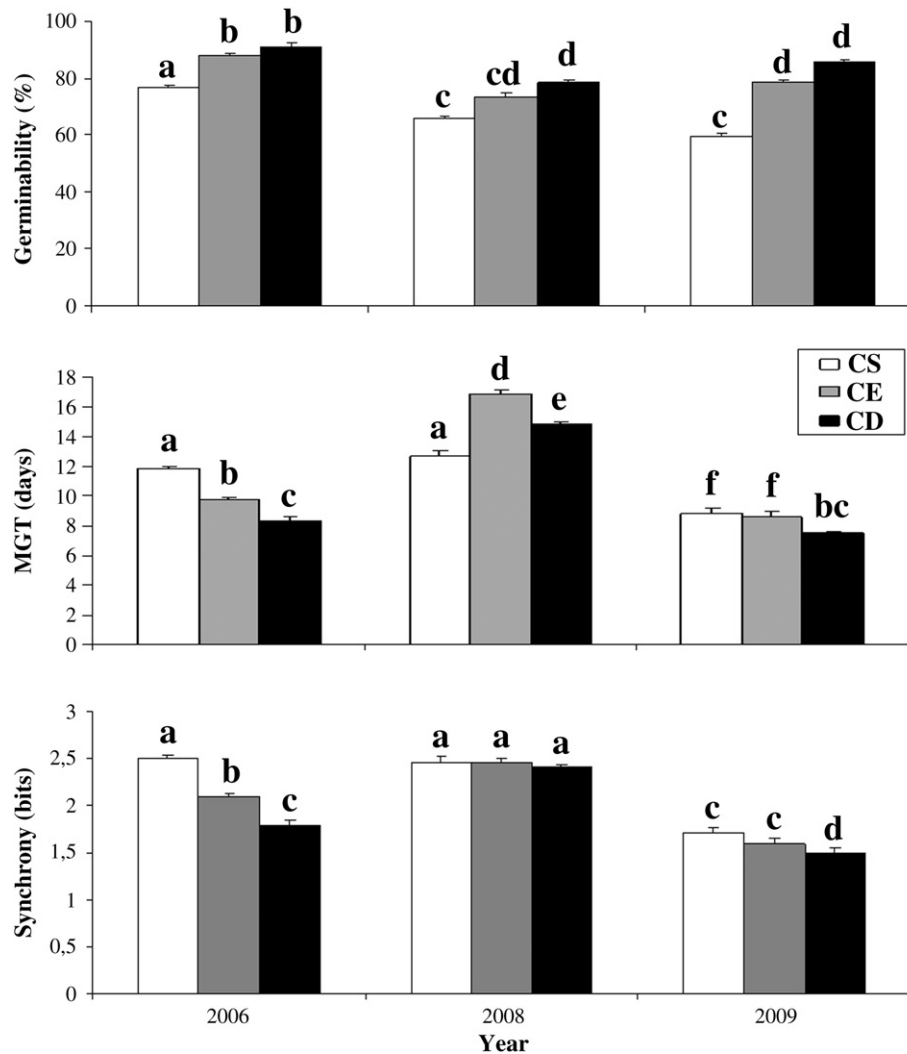 Germinability (%)
100
80
60
40
20
0
a b b
c cd d
c d d
MGT (days)
18
16
14
12
10
8
6
4
2
0
a b c
a d e
f f bc
CS
CE
CD
Synchrony (bits)
3
2,5
2
1,5
1
0,5
0
a b c
a a a
c c d
2006 2008 2009
Year